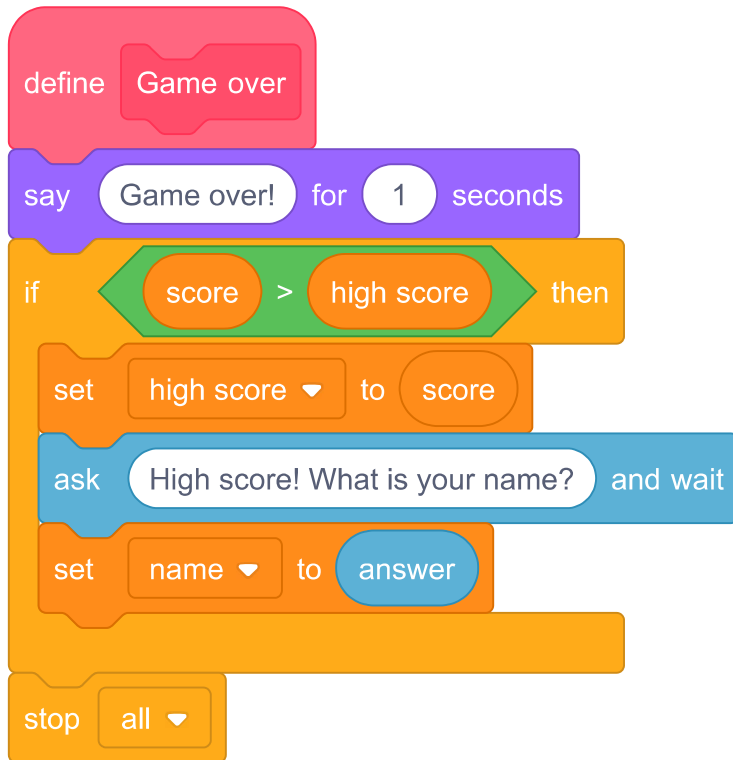 define Game over
say Game over! for 1 seconds
if score > high score then
set high score to score
ask High score! What is your name? and wait
set name to answer
stop all